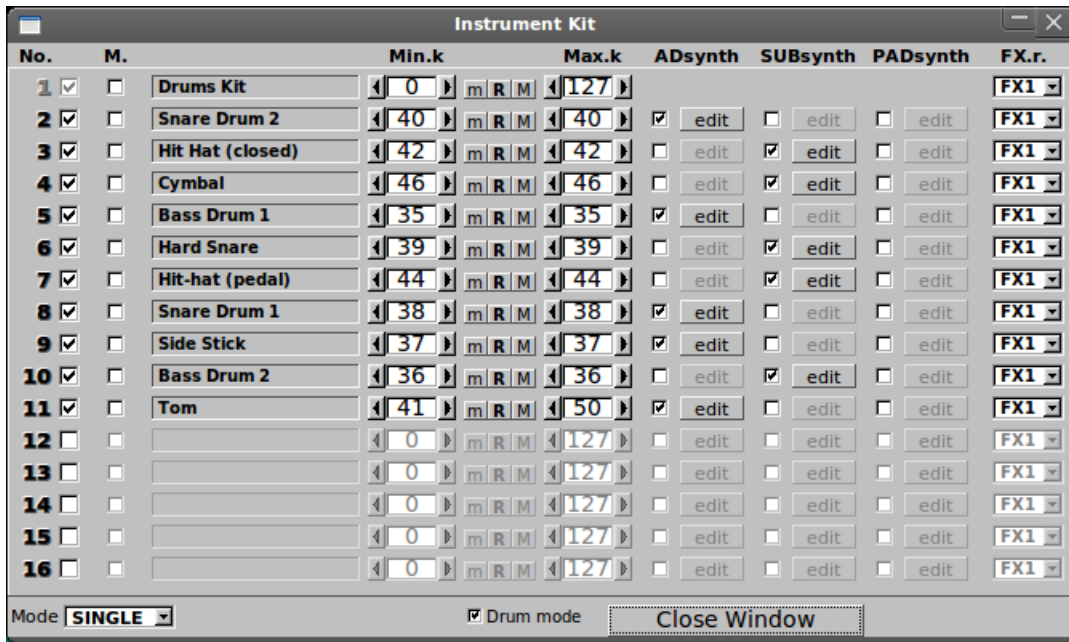 Instrument Kit
No. M. Min.k Max.k ADsynth SUBsynth PADsynth FX.r.
1 Drums Kit 0 m R M 127 FX1
2 Snare Drum 2 40 m R M 40 edit edit edit FX1
3 Hit Hat (closed) 42 m R M 42 edit edit edit FX1
4 Cymbal 46 m R M 46 edit edit edit FX1
5 Bass Drum 1 35 m R M 35 edit edit edit FX1
6 Hard Snare 39 m R M 39 edit edit edit FX1
7 Hit-hat (pedal) 44 m R M 44 edit edit edit FX1
8 Snare Drum 1 38 m R M 38 edit edit edit FX1
9 Side Stick 37 m R M 37 edit edit edit FX1
10 Bass Drum 2 36 m R M 36 edit edit edit FX1
11 Tom 41 m R M 50 edit edit edit FX1
12 0 m R M 127 edit edit edit FX1
13 0 m R M 127 edit edit edit FX1
14 0 m R M 127 edit edit edit FX1
15 0 m R M 127 edit edit edit FX1
16 0 m R M 127 edit edit edit FX1
Mode SINGLE Drum mode Close Window